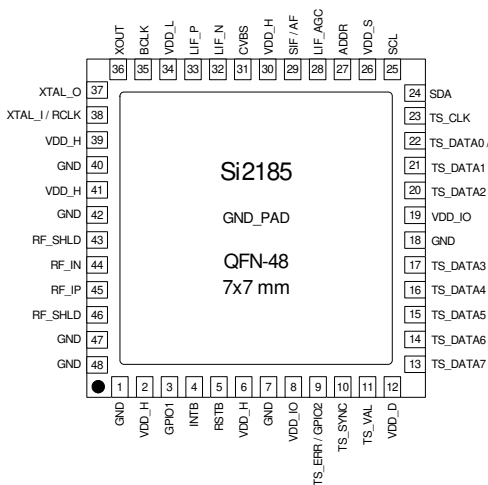 XOUT
BCLK
VDD_L
LIF_P
LIF_N
CVBS
VDD_H
SIF / AF
LIF_AGC
ADDR
VDD_S
SCL
36 35 34 33 32 31 30 29 28 27 26 25
XTAL_O 37
XTAL_I / RCLK 38
VDD_H 39
GND 40
VDD_H 41
GND 42
RF_SHLD 43
RF_IN 44
RF_IP 45
RF_SHLD 46
GND 47
GND 48
Si2185
GND_PAD
QFN-48
7x7 mm
24 SDA
23 TS_CLK
22 TS_DATA0 /
21 TS_DATA1
20 TS_DATA2
19 VDD_IO
18 GND
17 TS_DATA3
16 TS_DATA4
15 TS_DATA5
14 TS_DATA6
13 TS_DATA7
1 2 3 4 5 6 7 8 9 10 11 12
GND
VDD_H
GPIO1
INTB
RSTB
VDD_H
GND
VDD_IO
TS_ERR / GPIO2
TS_SYNC
TS_VAL
VDD_D